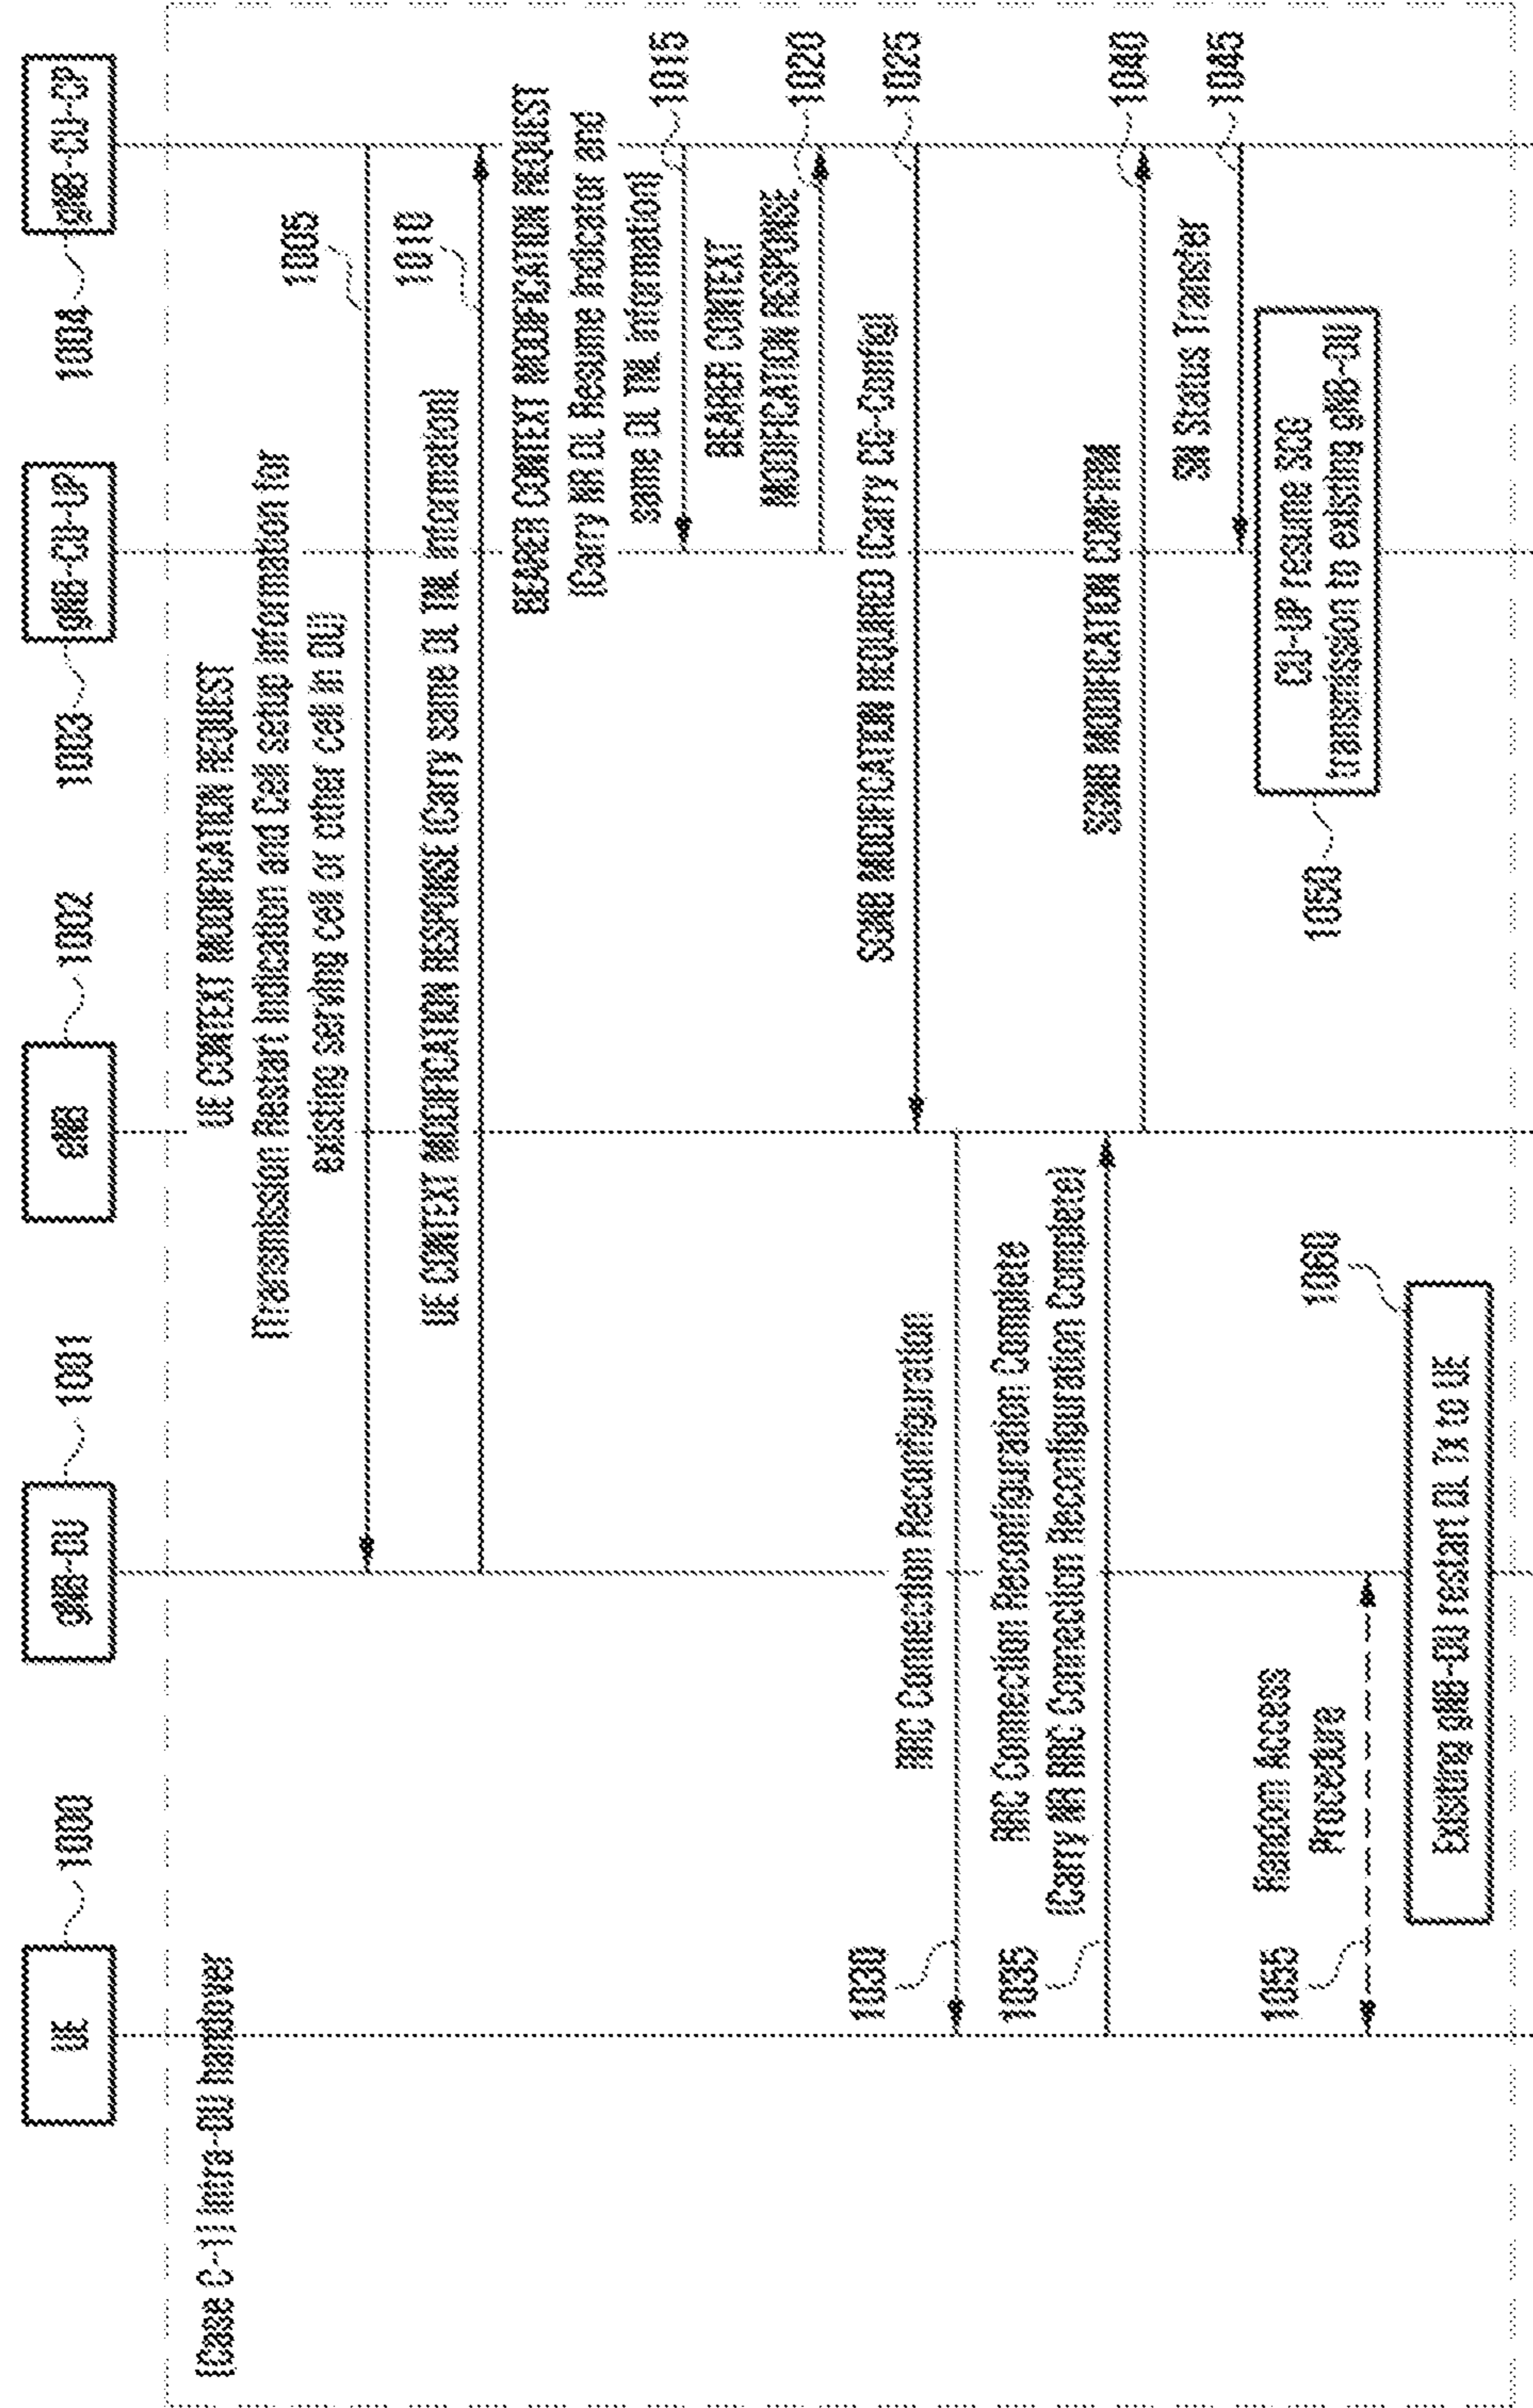 UE
1000
gNB-DU
1001
eNB
1002
gNB-CU-UP
1003
gNB-CU-CP
1004
[Case C-1] Intra-DU handover
UE CONTEXT MODIFICATION REQUEST
[Transmission Restart Indication and Cell setup information for
existing serving cell or other cell in DU]
1005
UE CONTEXT MODIFICATION RESPONSE (Carry same DL TNL information)
1010
BEARER CONTEXT MODIFICATION REQUEST
(Carry NR DL Resume Indicator and
same DL TNL information)
1015
BEARER CONTEXT
MODIFICATION RESPONSE
1020
SGNB MODIFICATION REQUIRED (Carry CG-Config)
1025
RRC Connection Reconfiguration
1030
RRC Connection Reconfiguration Complete
(Carry NR RRC Connection Reconfiguration Complete)
1035
SGNB MODIFICATION CONFIRM
1040
SN Status Transfer
1045
CU-UP resume SCG
transmission to existing gNB-DU
1050
Random Access
Procedure
1055
Existing gNB-DU restart DL Tx to UE
1060